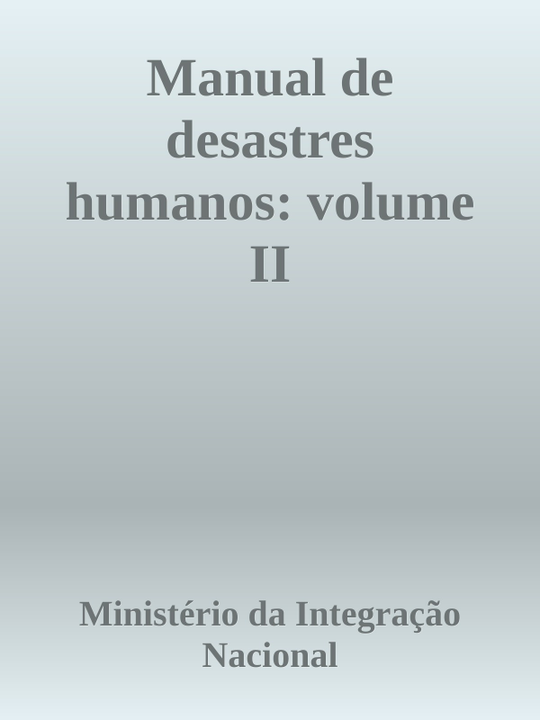 Manual de
desastres
humanos: volume
II
Ministério da Integração
Nacional